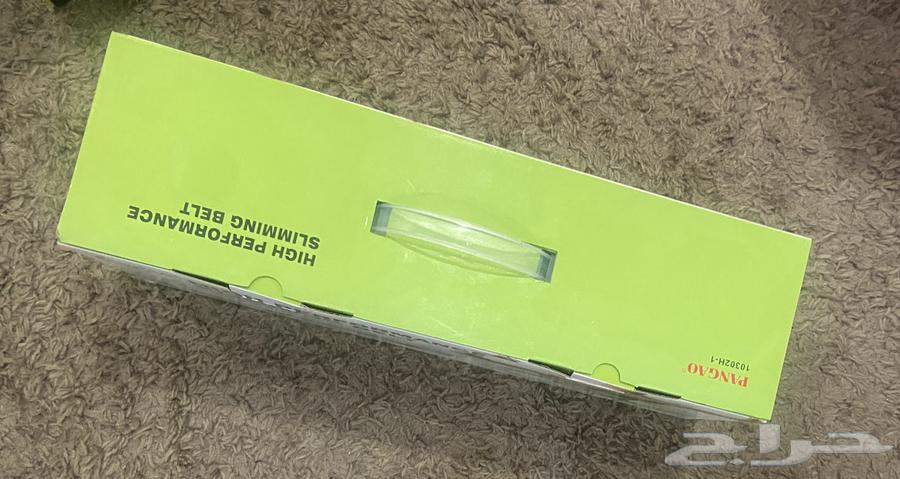 HIGH PERFORMANCE
SLIMMING BELT
PANGAO®
10302H-1
حراج